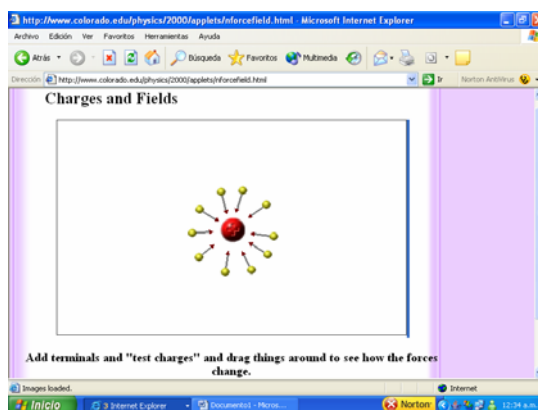 http://www.colorado.edu/physics/2000/applets/nforcefield.html - Microsoft Internet Explorer
Archivo Edición Ver Favoritos Herramientas Ayuda
Atrás Búsqueda Favoritos Multimedia
Dirección http://www.colorado.edu/physics/2000/applets/nforcefield.html Ir Norton AntiVirus
Charges and Fields
Add terminals and "test charges" and drag things around to see how the forces
change.
Images loaded. Internet
Inicio 3 Internet Explorer Documento1 - Micros... Norton 12:34 a.m.